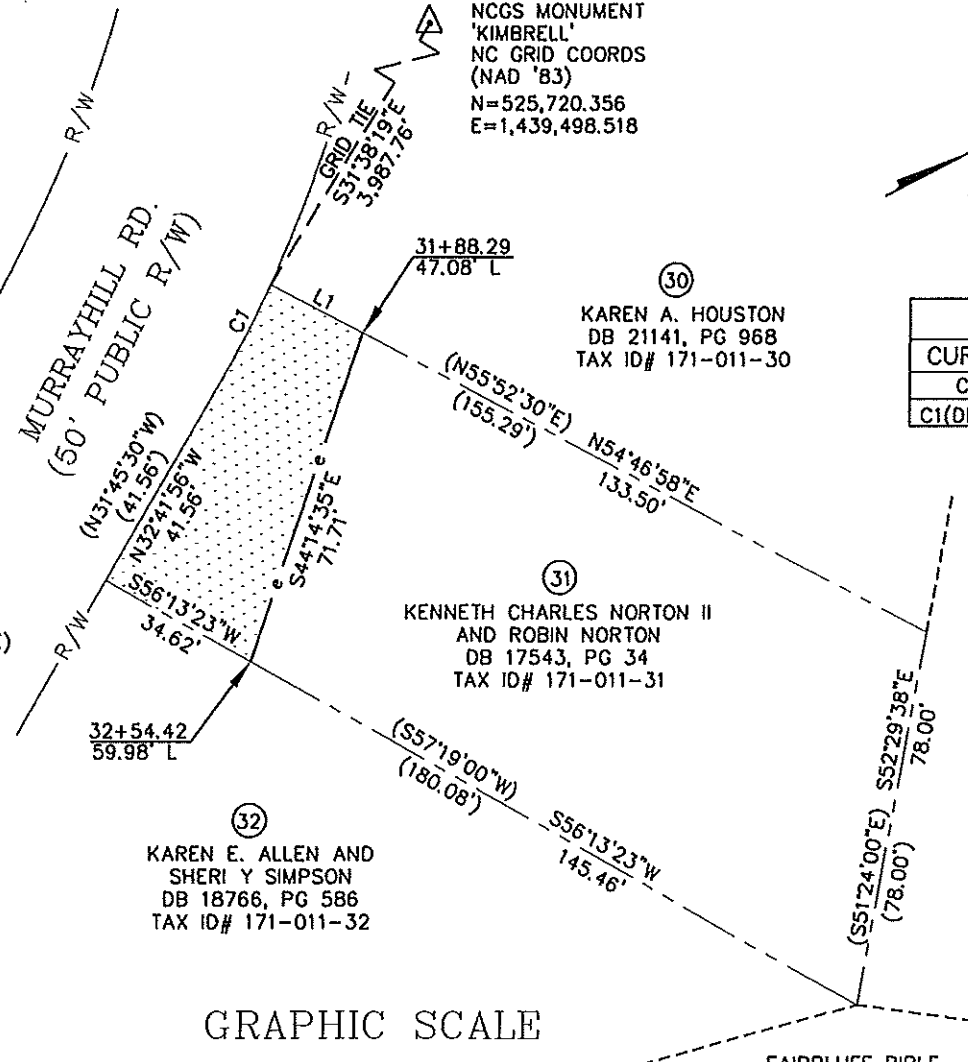 NCGS MONUMENT
'KIMBRELL'
NC GRID COORDS
(NAD '83)
N=525,720.356
E=1,439,498.518
R/W
R/W
GRID TIE
S31°38'19"E
3,987.76'
MURRAYHILL RD.
(50' PUBLIC R/W)
31+88.29
47.08' L
L1
C1
30
KAREN A. HOUSTON
DB 21141, PG 968
TAX ID# 171-011-30
CUR
C
C1(D
(N55°52'30"E)
(155.29')
N54°46'58"E
133.50'
(N31°45'30"W)
(41.56')
N32°41'56"W
41.56'
e
S44°14'35"E
71.71'
e
S56°13'23"W
34.62'
R/W
31
KENNETH CHARLES NORTON II
AND ROBIN NORTON
DB 17543, PG 34
TAX ID# 171-011-31
S52°29'38"E
78.00'
(S51°24'00"E)
(78.00')
32+54.42
59.98' L
(S57°19'00"W)
(180.08')
S56°13'23"W
145.46'
32
KAREN E. ALLEN AND
SHERI Y SIMPSON
DB 18766, PG 586
TAX ID# 171-011-32
GRAPHIC SCALE